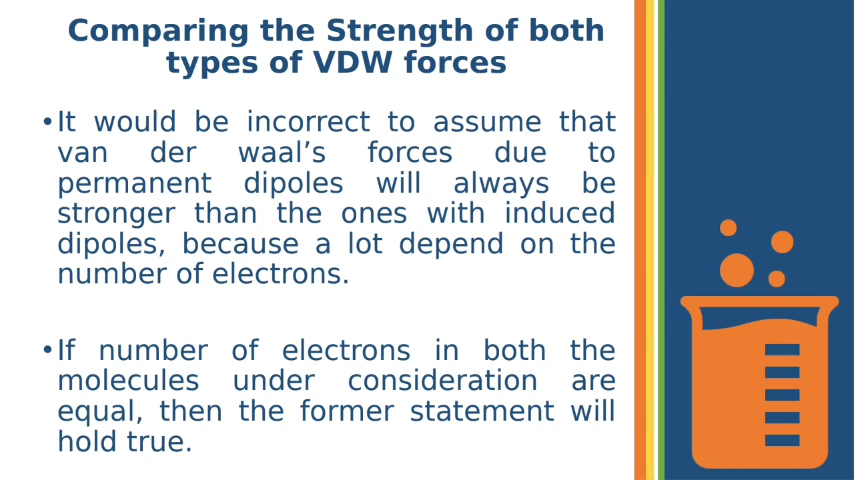 Comparing the Strength of both
types of VDW forces
•It would be incorrect to assume that
van der waal’s forces due to
permanent dipoles will always be
stronger than the ones with induced
dipoles, because a lot depend on the
number of electrons.
•If number of electrons in both the
molecules under consideration are
equal, then the former statement will
hold true.